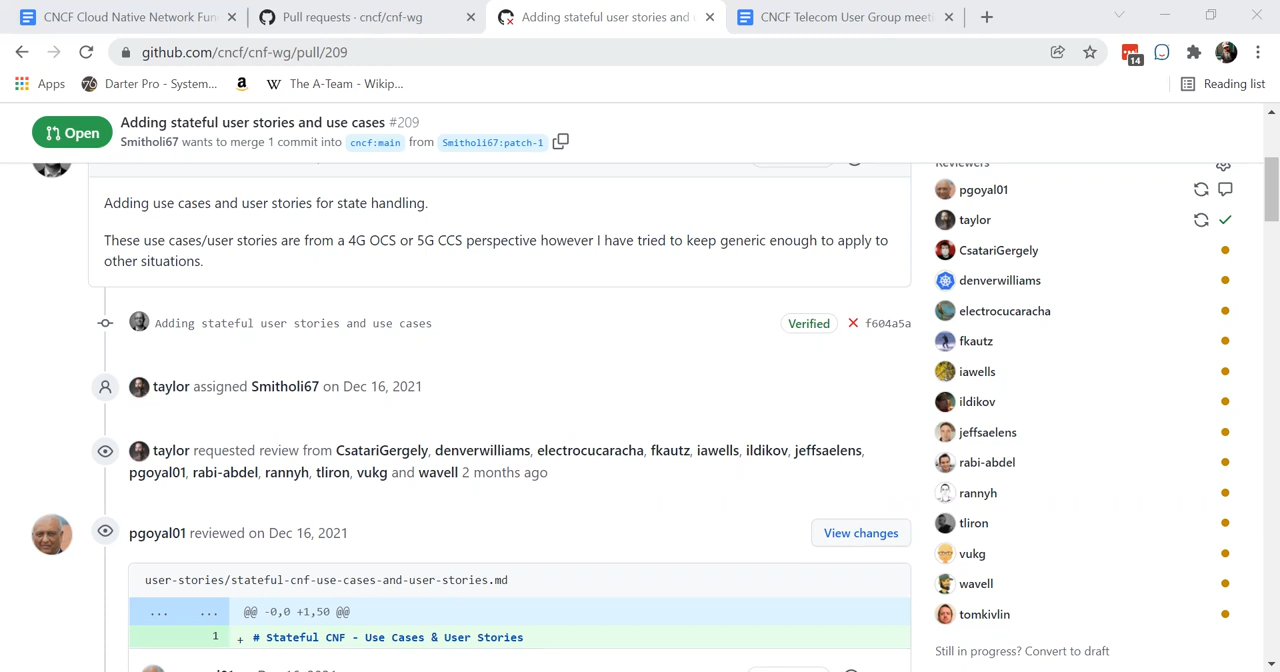 CNCF Cloud Native Network Fun
Pull requests · cncf/cnf-wg
Adding stateful user stories and
CNCF Telecom User Group meeti
github.com/cncf/cnf-wg/pull/209
14
Apps
Darter Pro - System...
The A-Team - Wikip...
Reading list
Open
Adding stateful user stories and use cases #209
Smitholi67 wants to merge 1 commit into cncf:main from Smitholi67:patch-1
Reviewers
Adding use cases and user stories for state handling.
These use cases/user stories are from a 4G OCS or 5G CCS perspective however I have tried to keep generic enough to apply to
other situations.
Adding stateful user stories and use cases
Verified
f604a5a
taylor assigned Smitholi67 on Dec 16, 2021
taylor requested review from CsatariGergely, denverwilliams, electrocucaracha, fkautz, iawells, ildikov, jeffsaelens,
pgoyal01, rabi-abdel, rannyh, tliron, vukg and wavell 2 months ago
pgoyal01 reviewed on Dec 16, 2021
View changes
user-stories/stateful-cnf-use-cases-and-user-stories.md
... ... @@ -0,0 +1,50 @@
1 + # Stateful CNF - Use Cases & User Stories
pgoyal01
taylor
CsatariGergely
denverwilliams
electrocucaracha
fkautz
iawells
ildikov
jeffsaelens
rabi-abdel
rannyh
tliron
vukg
wavell
tomkivlin
Still in progress? Convert to draft